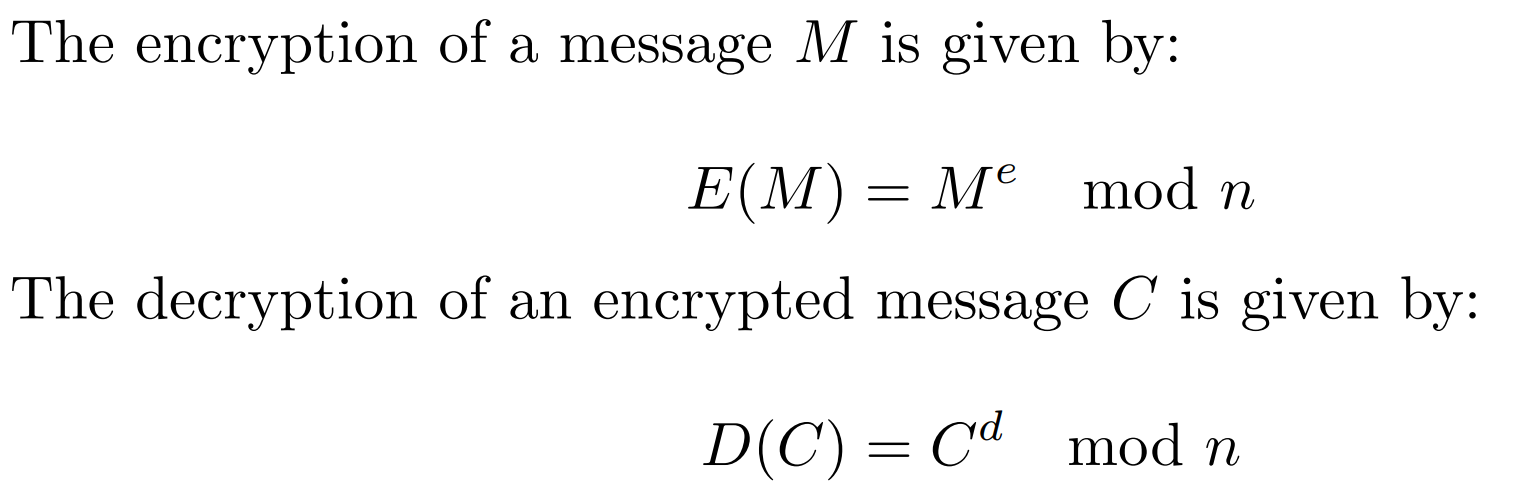 The encryption of a message M is given by:
E(M) = M^e mod n
The decryption of an encrypted message C is given by:
D(C) = C^d mod n